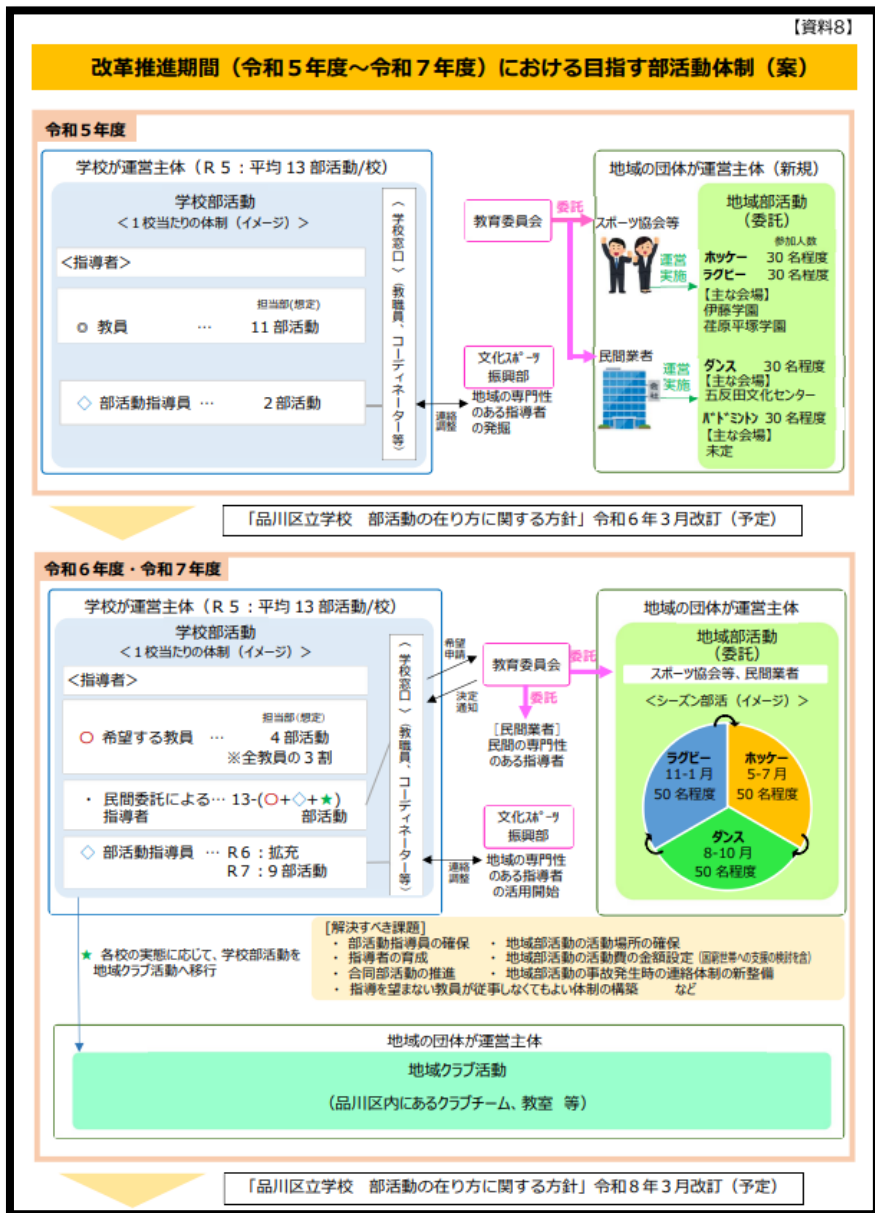 【資料8】
改革推進期間（令和５年度～令和７年度）における目指す部活動体制（案）
令和５年度
学校が運営主体（Ｒ５：平均 13 部活動/校）
学校部活動
＜１校当たりの体制（イメージ）＞
＜指導者＞
担当部(想定)
◎ 教員 … 11 部活動
◇ 部活動指導員 … ２部活動
〈学校窓口〉（教職員、コーディネーター等）
連絡
調整
教育委員会
委託
文化スポーツ
振興部
地域の専門性
のある指導者
の発掘
地域の団体が運営主体（新規）
スポーツ協会等
運営
実施
民間業者
会社
運営
実施
地域部活動
（委託）
参加人数
ホッケー 30 名程度
ラグビー 30 名程度
【主な会場】
伊藤学園
荏原平塚学園
ダンス 30 名程度
【主な会場】
五反田文化センター
バドミントン 30 名程度
【主な会場】
未定
「品川区立学校　部活動の在り方に関する方針」令和６年３月改訂（予定）
令和６年度・令和７年度
学校が運営主体（Ｒ５：平均 13 部活動/校）
学校部活動
＜１校当たりの体制（イメージ）＞
＜指導者＞
担当部(想定)
○ 希望する教員 … ４部活動
※全教員の３割
・ 民間委託による… 13-(○+◇+★)
指導者 部活動
◇ 部活動指導員 … Ｒ６：拡充
Ｒ７：９部活動
〈学校窓口〉（教職員、コーディネーター等）
希望
申請
決定
通知
連絡
調整
教育委員会
委託
委託
［民間業者］
民間の専門性
のある指導者
文化スポーツ
振興部
地域の専門性
のある指導者
の活用開始
地域の団体が運営主体
地域部活動
（委託）
スポーツ協会等、民間業者
＜シーズン部活（イメージ）＞
ラグビー
11-1 月
50 名程度
ホッケー
5-7 月
50 名程度
ダンス
8-10 月
50 名程度
★ 各校の実態に応じて、学校部活動を
地域クラブ活動へ移行
[解決すべき課題]
・ 部活動指導員の確保 ・ 地域部活動の活動場所の確保
・ 指導者の育成 ・ 地域部活動の活動費の金額設定（困窮世帯への支援の検討を含）
・ 合同部活動の推進 ・ 地域部活動の事故発生時の連絡体制の新整備
・ 指導を望まない教員が従事しなくてもよい体制の構築 など
地域の団体が運営主体
地域クラブ活動
（品川区内にあるクラブチーム、教室 等）
「品川区立学校　部活動の在り方に関する方針」令和８年３月改訂（予定）